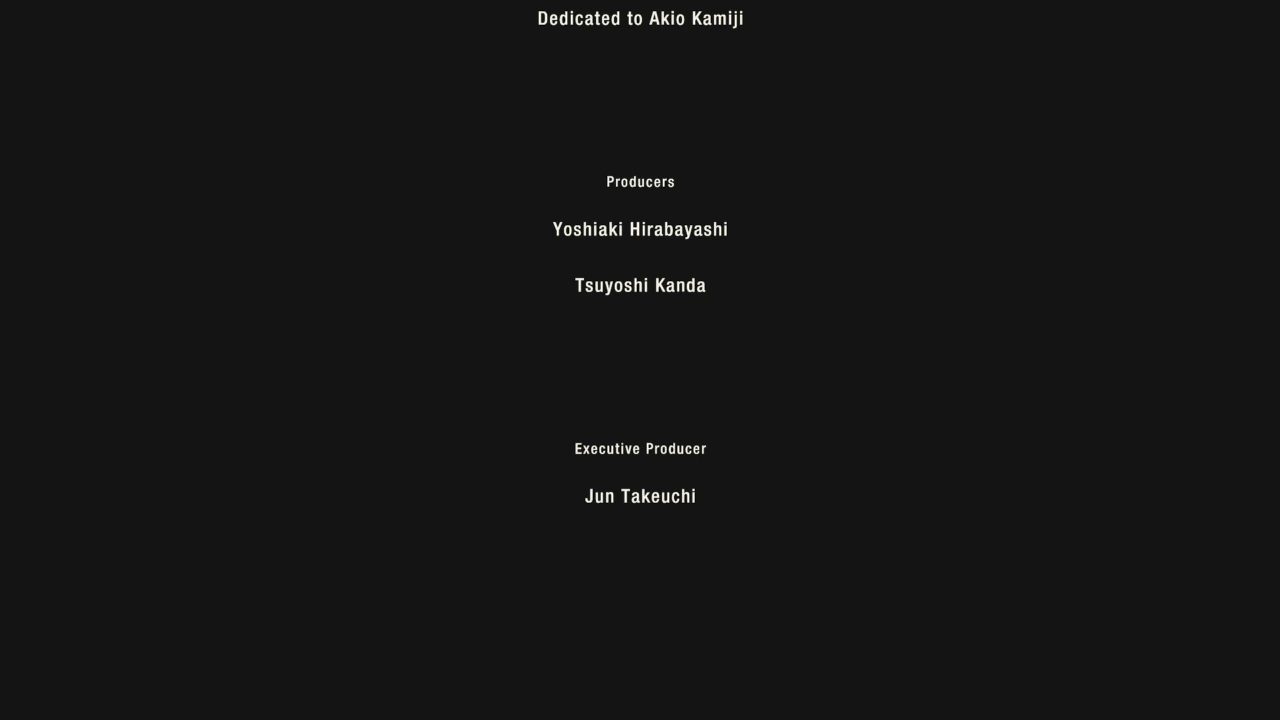 Dedicated to Akio Kamiji
Producers
Yoshiaki Hirabayashi
Tsuyoshi Kanda
Executive Producer
Jun Takeuchi